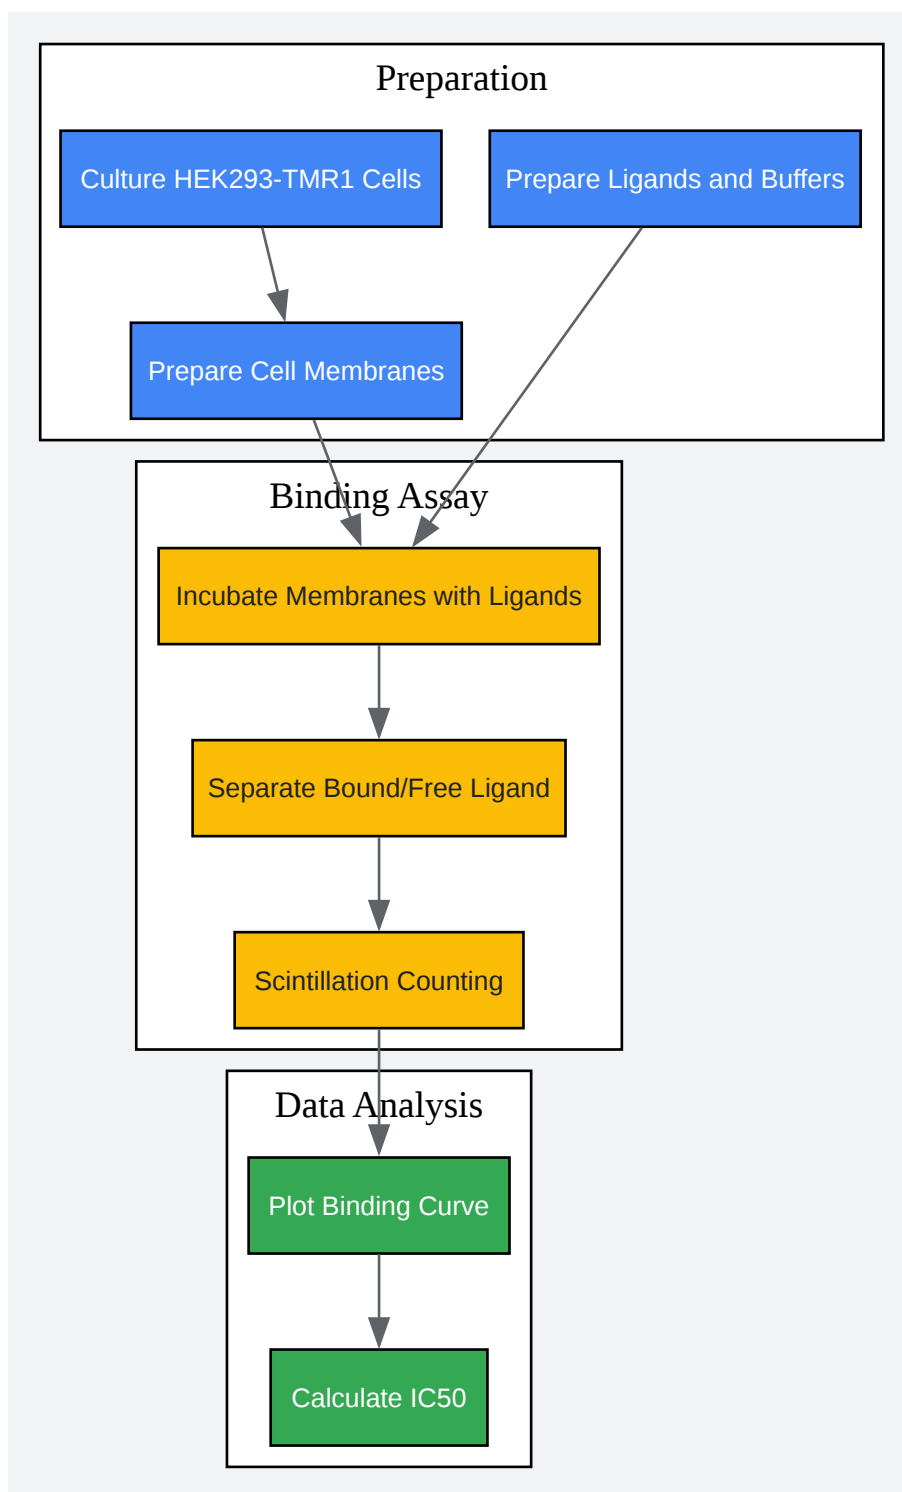 Preparation
Culture HEK293-TMR1 Cells
Prepare Ligands and Buffers
Prepare Cell Membranes
Binding Assay
Incubate Membranes with Ligands
Separate Bound/Free Ligand
Scintillation Counting
Data Analysis
Plot Binding Curve
Calculate IC50